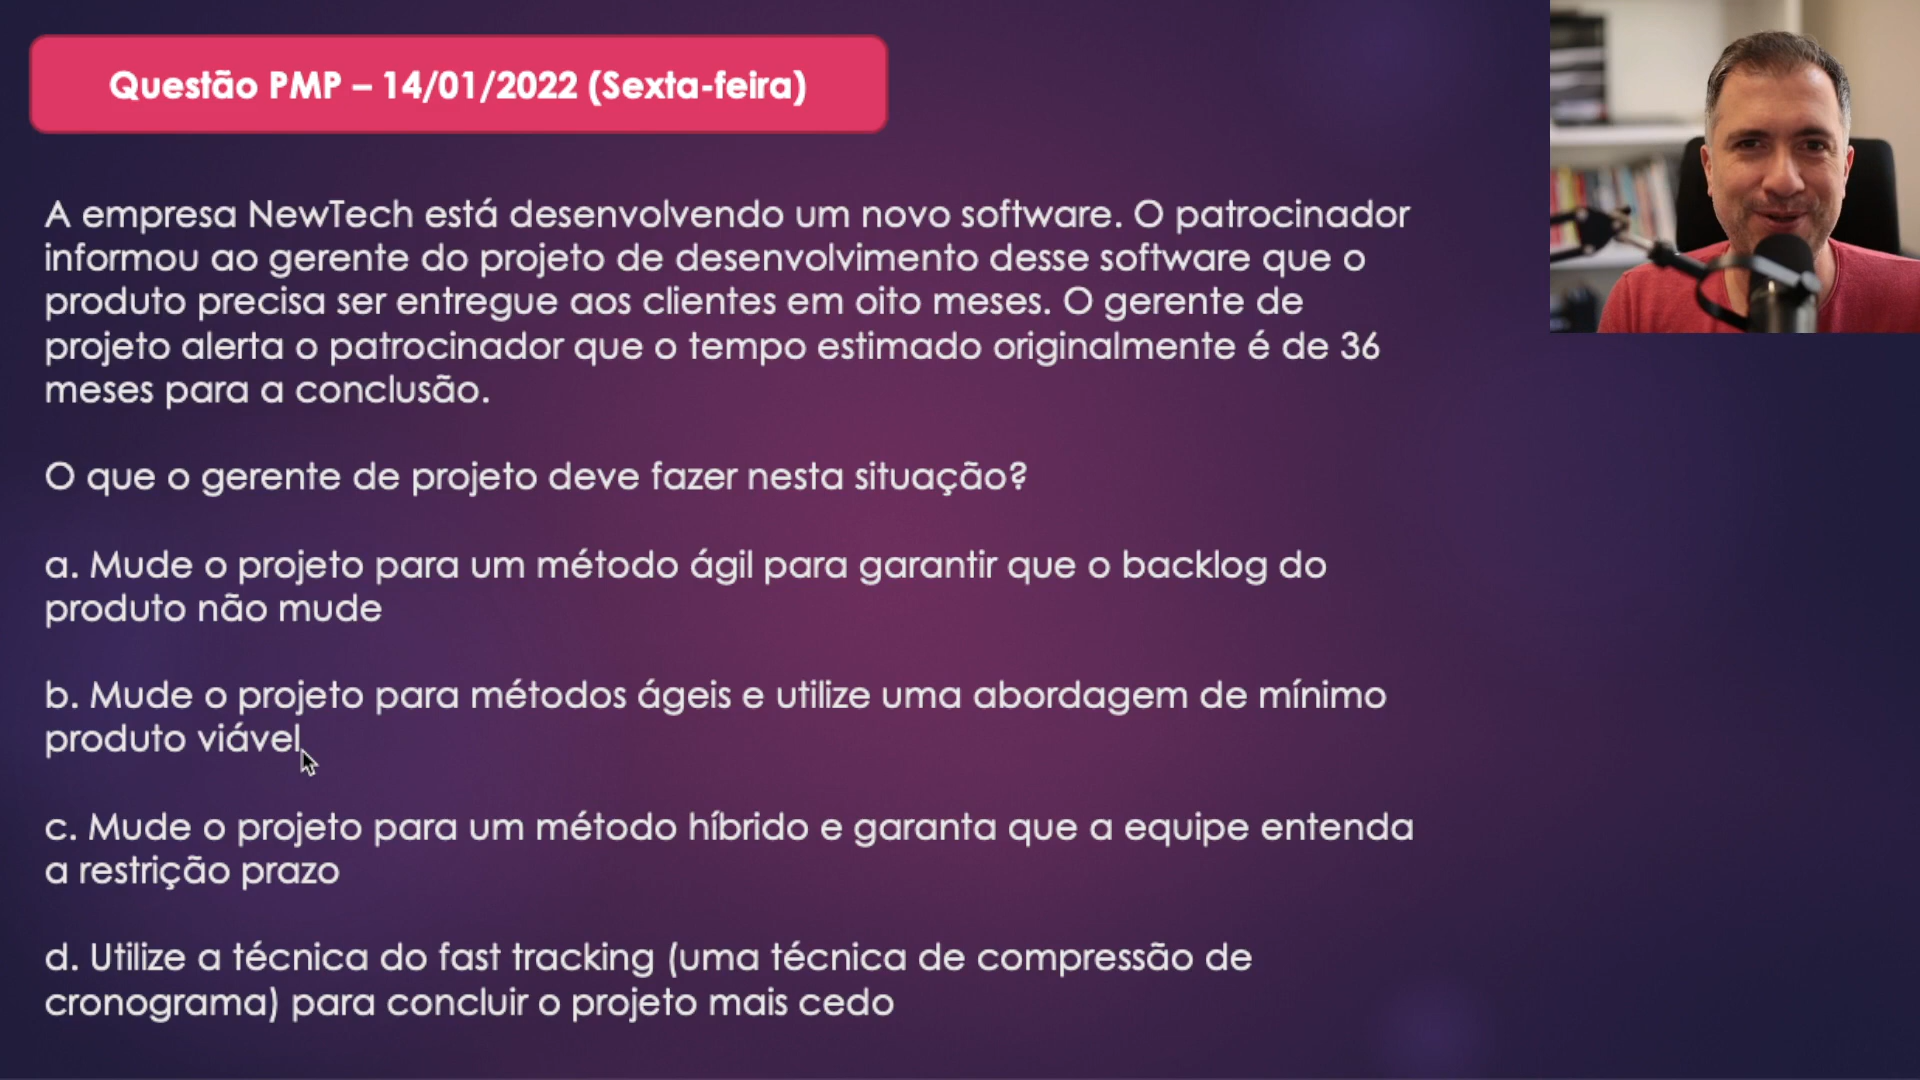 Questão PMP – 14/01/2022 (Sexta-feira)
A empresa NewTech está desenvolvendo um novo software. O patrocinador
informou ao gerente do projeto de desenvolvimento desse software que o
produto precisa ser entregue aos clientes em oito meses. O gerente de
projeto alerta o patrocinador que o tempo estimado originalmente é de 36
meses para a conclusão.
O que o gerente de projeto deve fazer nesta situação?
a. Mude o projeto para um método ágil para garantir que o backlog do
produto não mude
b. Mude o projeto para métodos ágeis e utilize uma abordagem de mínimo
produto viável
c. Mude o projeto para um método híbrido e garanta que a equipe entenda
a restrição prazo
d. Utilize a técnica do fast tracking (uma técnica de compressão de
cronograma) para concluir o projeto mais cedo